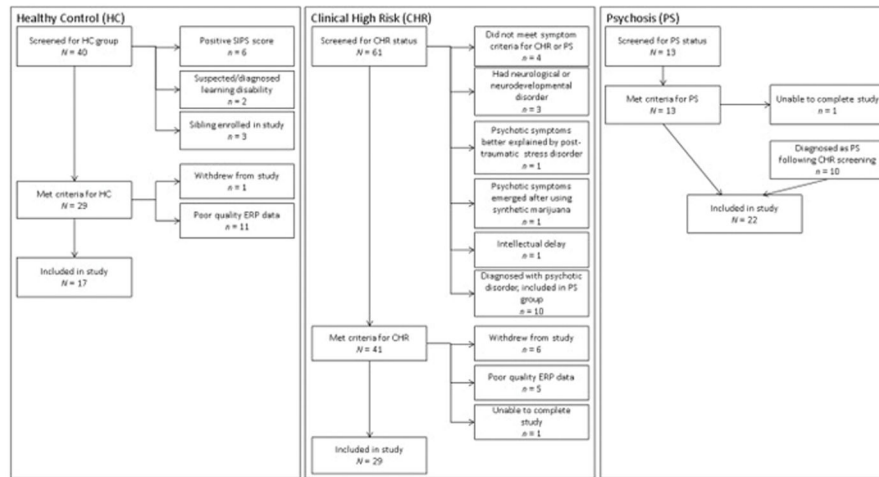 Healthy Control (HC)
Screened for HC group
N = 40
Positive SIPS score
n = 6
Suspected/diagnosed
learning disability
n = 2
Sibling enrolled in study
n = 3
Met criteria for HC
N = 29
Withdrew from study
n = 1
Poor quality ERP data
n = 11
Included in study
N = 17
Clinical High Risk (CHR)
Screened for CHR status
N = 61
Did not meet symptom
criteria for CHR or PS
n = 4
Had neurological or
neurodevelopmental
disorder
n = 3
Psychotic symptoms
better explained by post-
traumatic stress disorder
n = 1
Psychotic symptoms
emerged after using
synthetic marijuana
n = 1
Intellectual delay
n = 1
Diagnosed with psychotic
disorder, included in PS
group
n = 10
Met criteria for CHR
N = 41
Withdrew from study
n = 6
Poor quality ERP data
n = 5
Unable to complete
study
n = 1
Included in study
N = 29
Psychosis (PS)
Screened for PS status
N = 13
Met criteria for PS
N = 13
Unable to complete study
n = 1
Diagnosed as PS
following CHR screening
n = 10
Included in study
N = 22